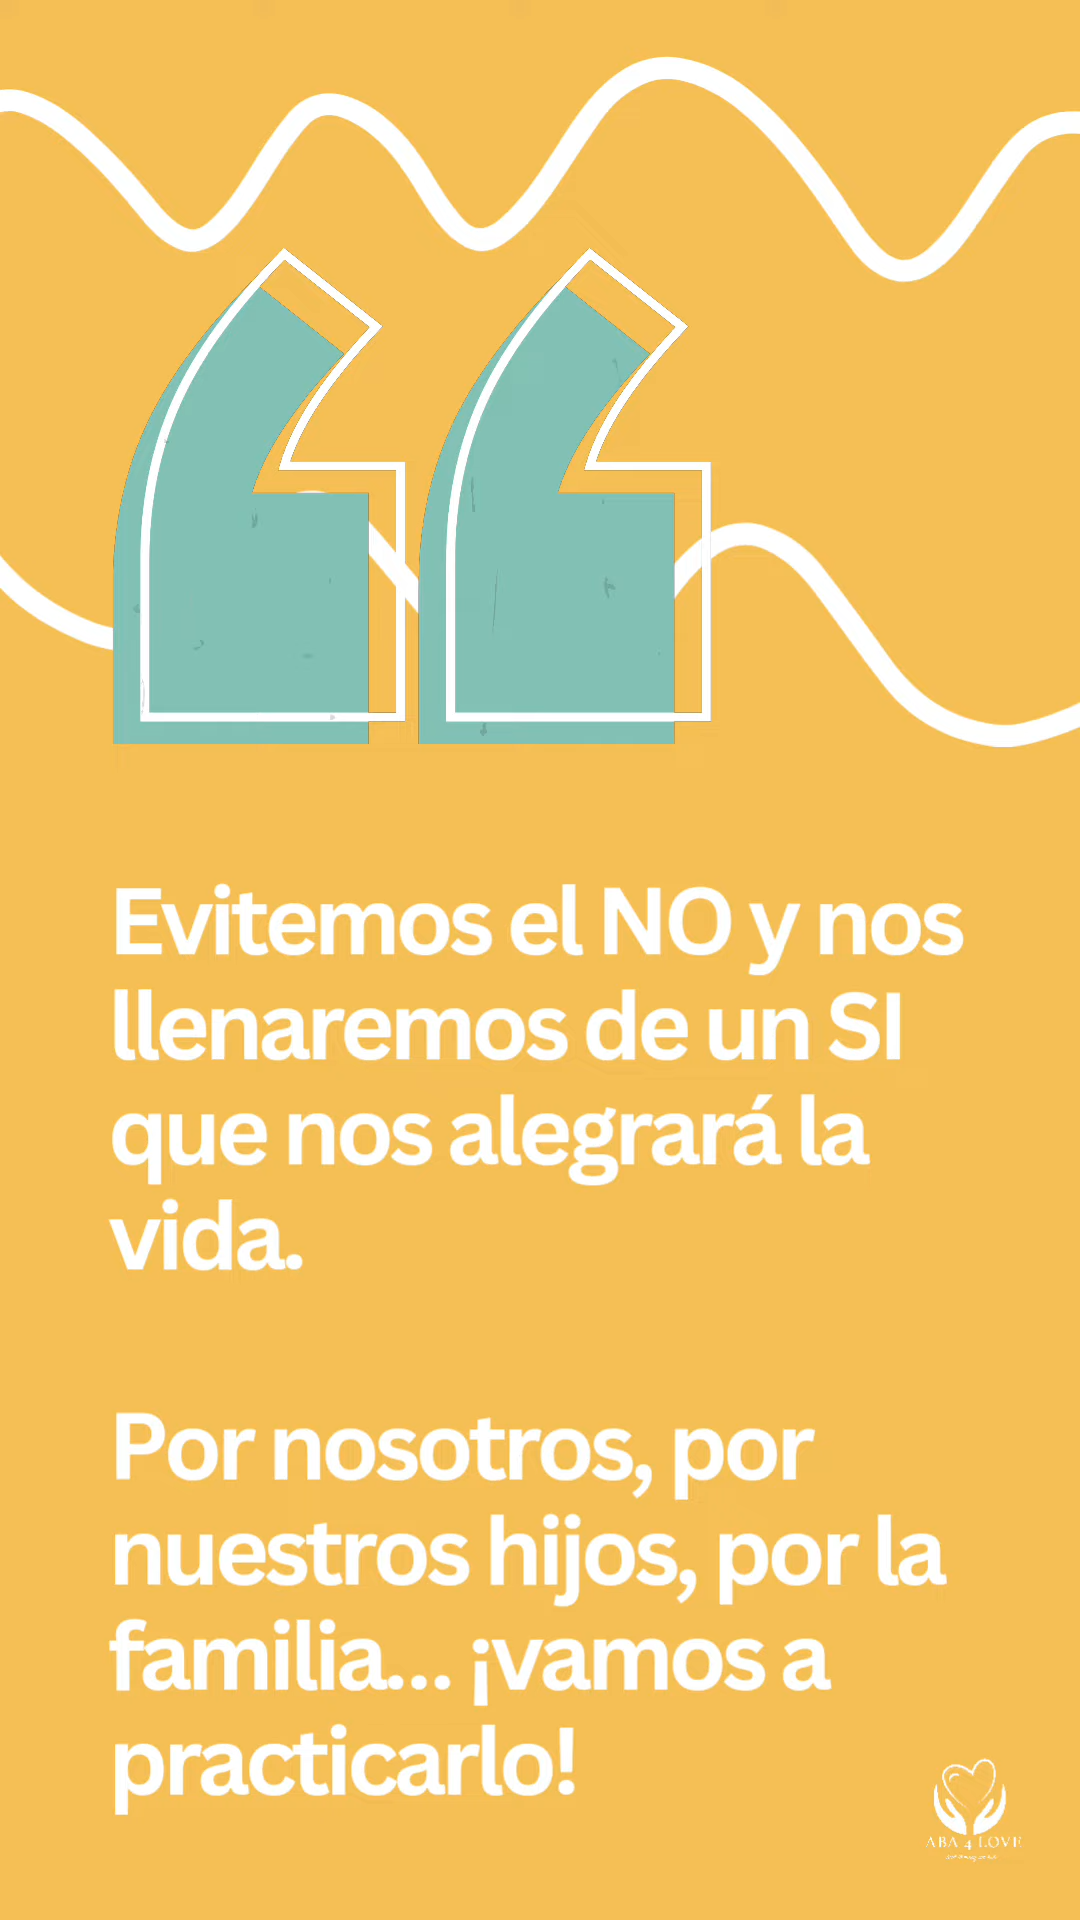 Evitemos el NO y nos
llenaremos de un SI
que nos alegrará la
vida.
Por nosotros, por
nuestros hijos, por la
familia... ¡vamos a
practicarlo!
ABA 4 LOVE